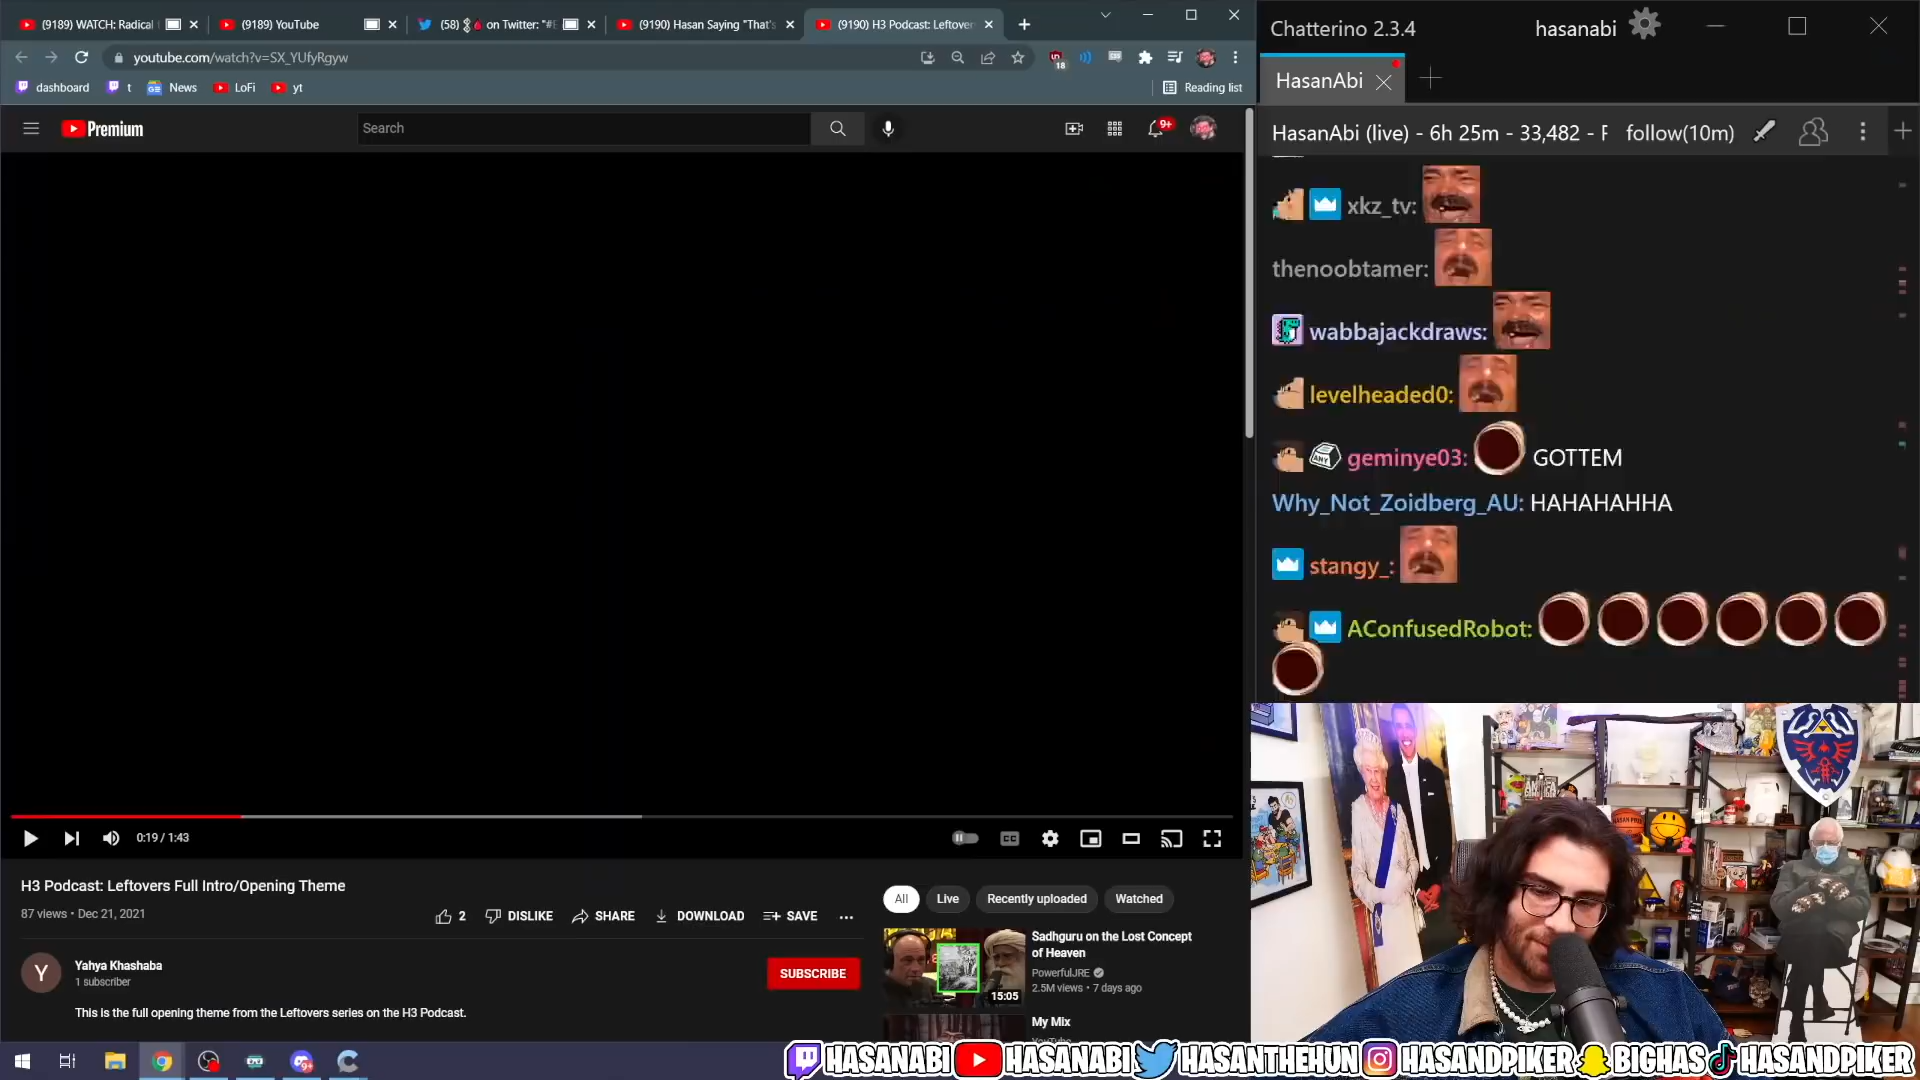 (9189) WATCH: Radical
(9189) YouTube
(58) on Twitter: "#E
(9190) Hasan Saying "That's
(9190) H3 Podcast: Leftover
youtube.com/watch?v=SX_YUfyRgyw
18
dashboard
t
News
LoFi
yt
Reading list
Premium
Search
9+
0:19 / 1:43
CC
H3 Podcast: Leftovers Full Intro/Opening Theme
87 views • Dec 21, 2021
2
DISLIKE
SHARE
DOWNLOAD
SAVE
Y
Yahya Khashaba
1 subscriber
SUBSCRIBE
This is the full opening theme from the Leftovers series on the H3 Podcast.
All
Live
Recently uploaded
Watched
15:05
Sadhguru on the Lost Concept
of Heaven
PowerfulJRE
2.5M views • 7 days ago
My Mix
YouTube
Chatterino 2.3.4
hasanabi
HasanAbi
HasanAbi (live) - 6h 25m - 33,482 - F
follow(10m)
xkz_tv:
thenoobtamer:
wabbajackdraws:
levelheaded0:
ANY
geminye03: GOTTEM
Why_Not_Zoidberg_AU: HAHAHAHHA
stangy_:
AConfusedRobot:
9+
HASANABI
HASANABI
HASANTHEHUN
HASANDPIKER
BIGHAS
HASANDPIKER